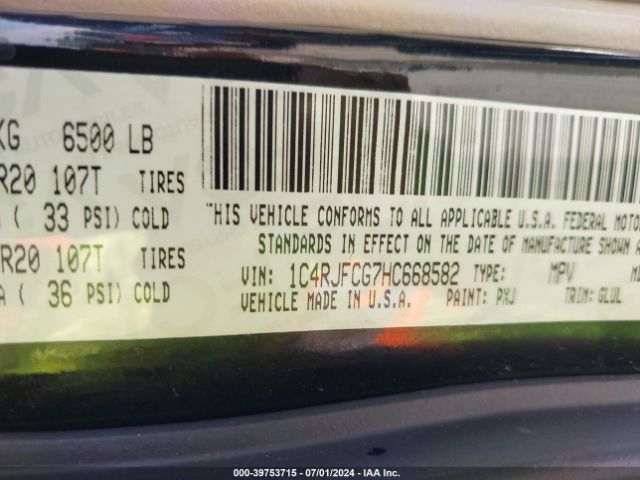 KG 6500 LB
R20 107T TIRES
( 33 PSI) COLD
R20 107T TIRES
A ( 36 PSI) COLD
HIS VEHICLE CONFORMS TO ALL APPLICABLE U.S.A. FEDERAL MOTOR
STANDARDS IN EFFECT ON THE DATE OF MANUFACTURE SHOWN A
VIN: 1C4RJFCG7HC668582 TYPE: MPV
VEHICLE MADE IN U.S.A. PAINT: PXJ TRIM: GLUL
000-39753715 - 07/01/2024 - IAA Inc.